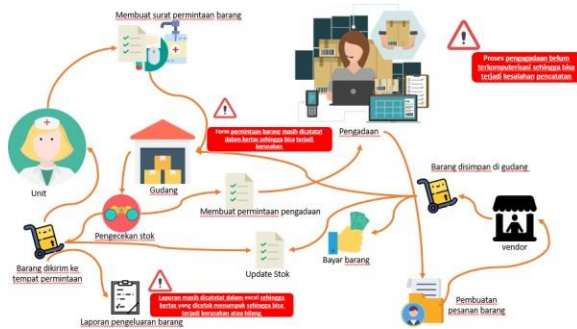 Membuat surat permintaan barang
Proses pengagadaan belum
terkomputerisasi sehingga bisa
terjadi kesalahan pencatatan
Form permintaan barang masih dicatatat
dalam kertas sehingga bisa terjadi
kerusakan
Pengadaan
Unit
Gudang
Barang disimpan di gudang
Membuat permintaan pengadaan
Pengecekan stok
vendor
Barang dikirim ke
tempat permintaan
Update Stok
Bayar barang
Laporan masih dicatatat dalam excel sehingga
kertas yang dicetak menumpuk sehingga bisa
terjadi kerusakan atau hilang.
Pembuatan
pesanan barang
Laporan pengeluaran barang